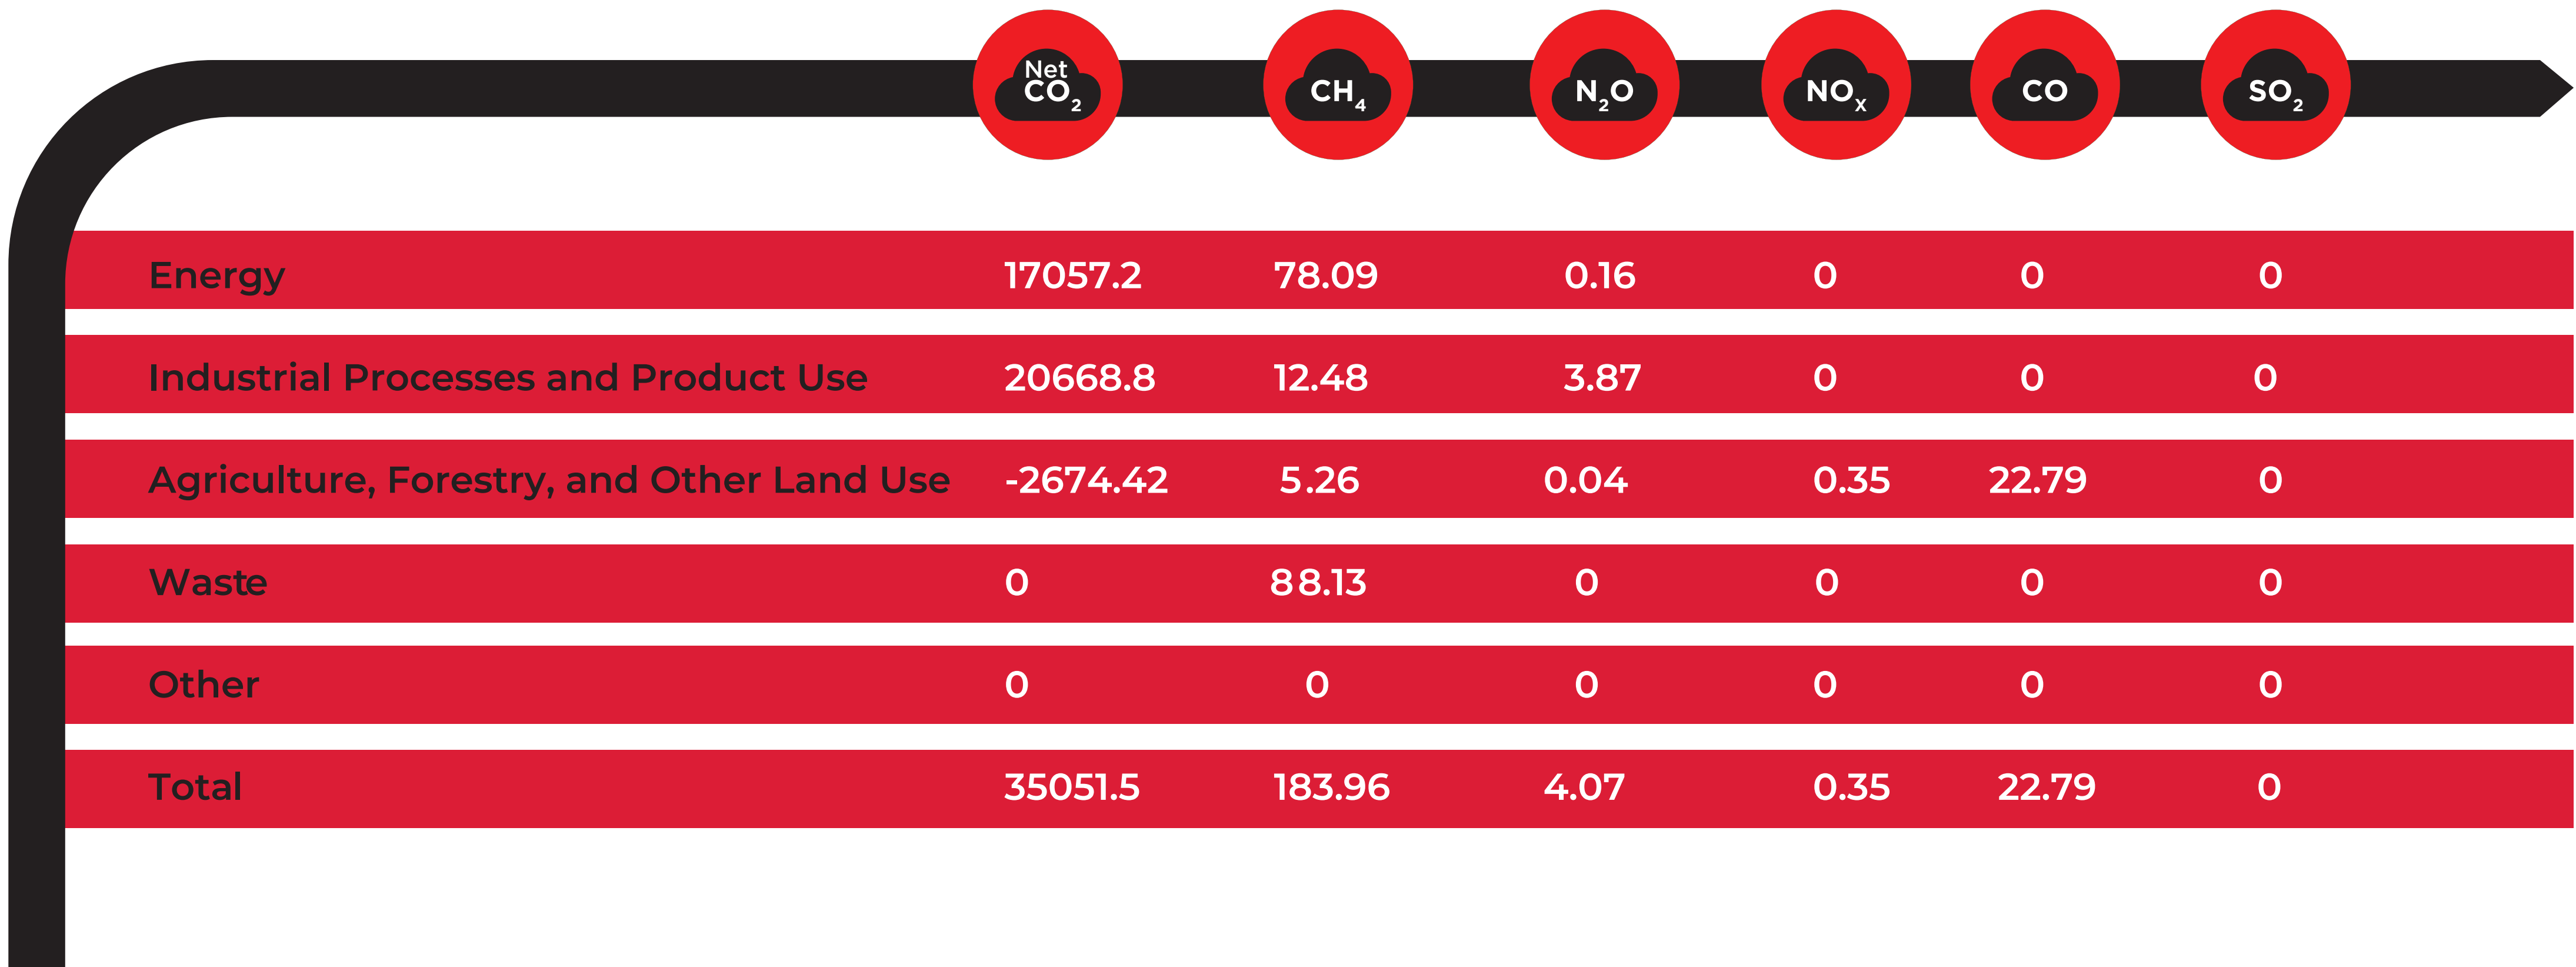 Net CO₂ CH₄ N₂O NOₓ CO SO₂
Energy 17057.2 78.09 0.16 0 0 0
Industrial Processes and Product Use 20668.8 12.48 3.87 0 0 0
Agriculture, Forestry, and Other Land Use -2674.42 5.26 0.04 0.35 22.79 0
Waste 0 88.13 0 0 0 0
Other 0 0 0 0 0 0
Total 35051.5 183.96 4.07 0.35 22.79 0